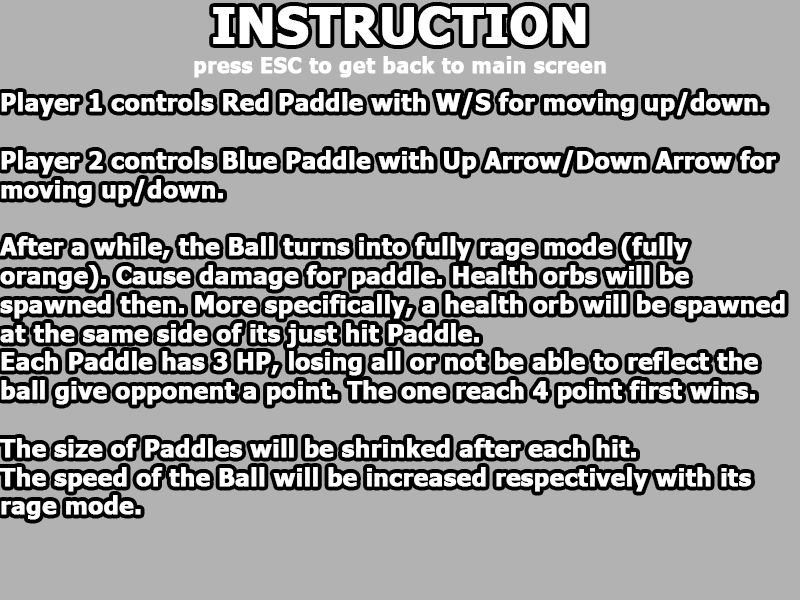 INSTRUCTION
press ESC to get back to main screen
Player 1 controls Red Paddle with W/S for moving up/down.
Player 2 controls Blue Paddle with Up Arrow/Down Arrow for
moving up/down.
After a while, the Ball turns into fully rage mode (fully
orange). Cause damage for paddle. Health orbs will be
spawned then. More specifically, a health orb will be spawned
at the same side of its just hit Paddle.
Each Paddle has 3 HP, losing all or not be able to reflect the
ball give opponent a point. The one reach 4 point first wins.
The size of Paddles will be shrinked after each hit.
The speed of the Ball will be increased respectively with its
rage mode.